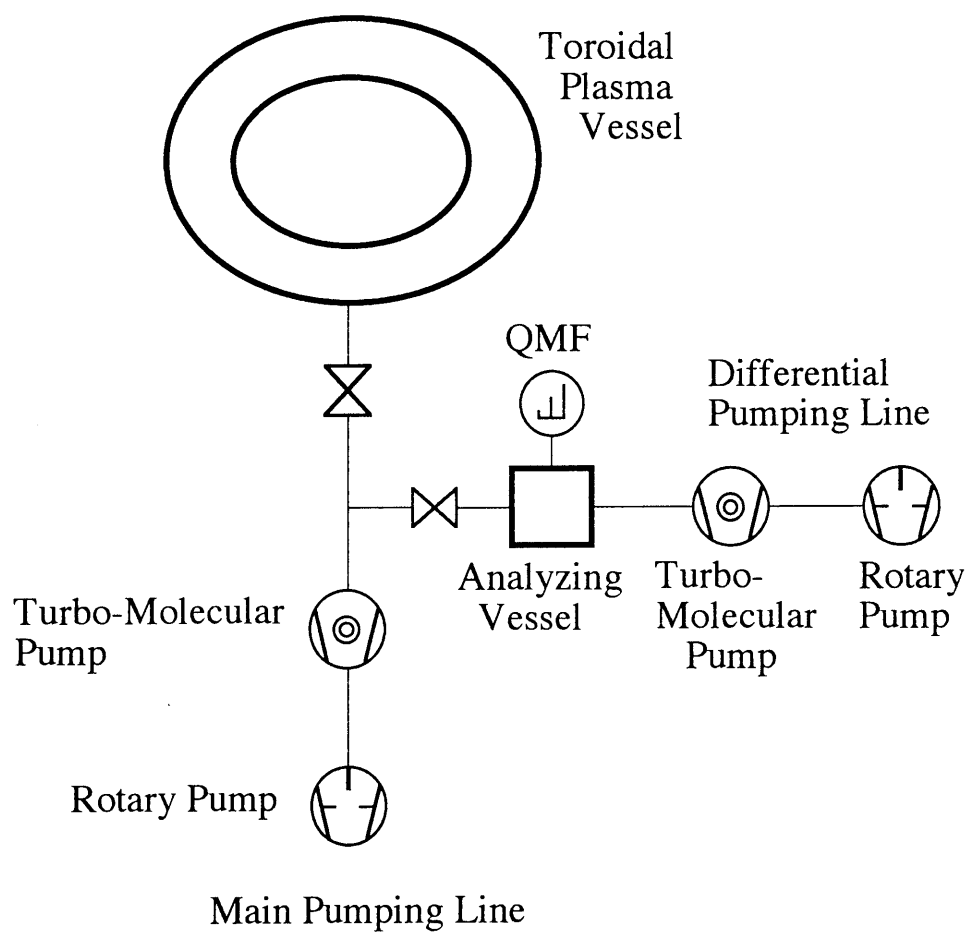 Toroidal
Plasma
Vessel
QMF
Differential
Pumping Line
Analyzing
Vessel
Turbo-
Molecular
Pump
Rotary
Pump
Turbo-Molecular
Pump
Rotary Pump
Main Pumping Line